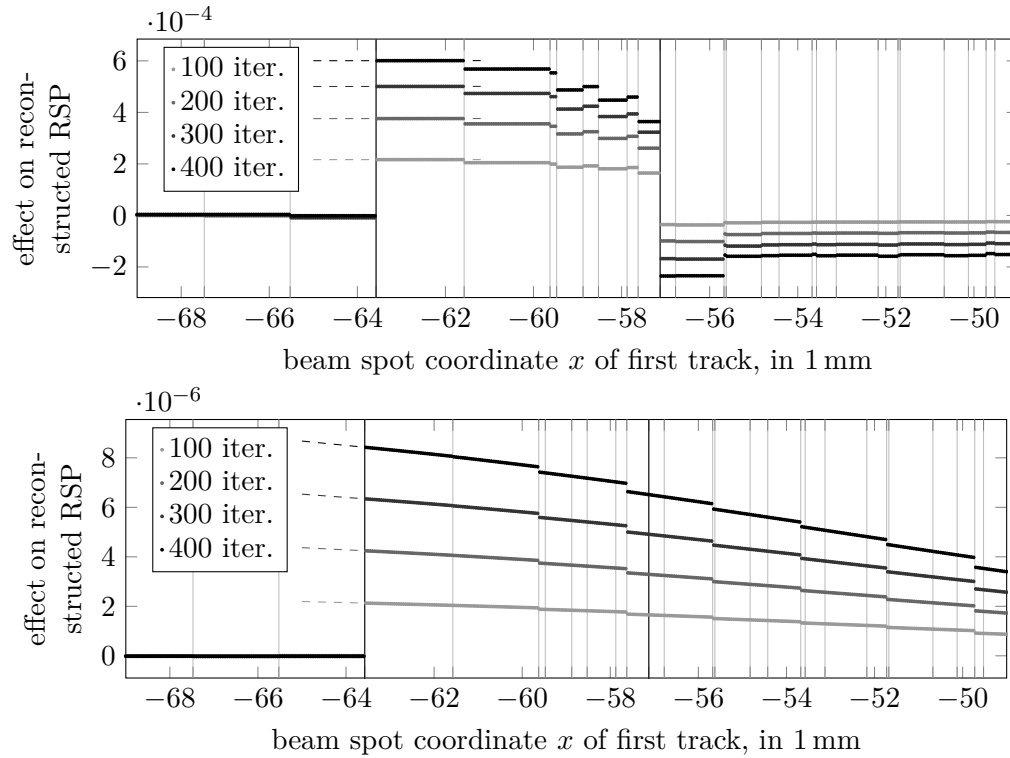 ·10−4
6
4
2
0
−2
effect on recon-
structed RSP
100 iter.
200 iter.
300 iter.
400 iter.
−68 −66 −64 −62 −60 −58 −56 −54 −52 −50
beam spot coordinate x of first track, in 1 mm
·10−6
8
6
4
2
0
effect on recon-
structed RSP
100 iter.
200 iter.
300 iter.
400 iter.
−68 −66 −64 −62 −60 −58 −56 −54 −52 −50
beam spot coordinate x of first track, in 1 mm